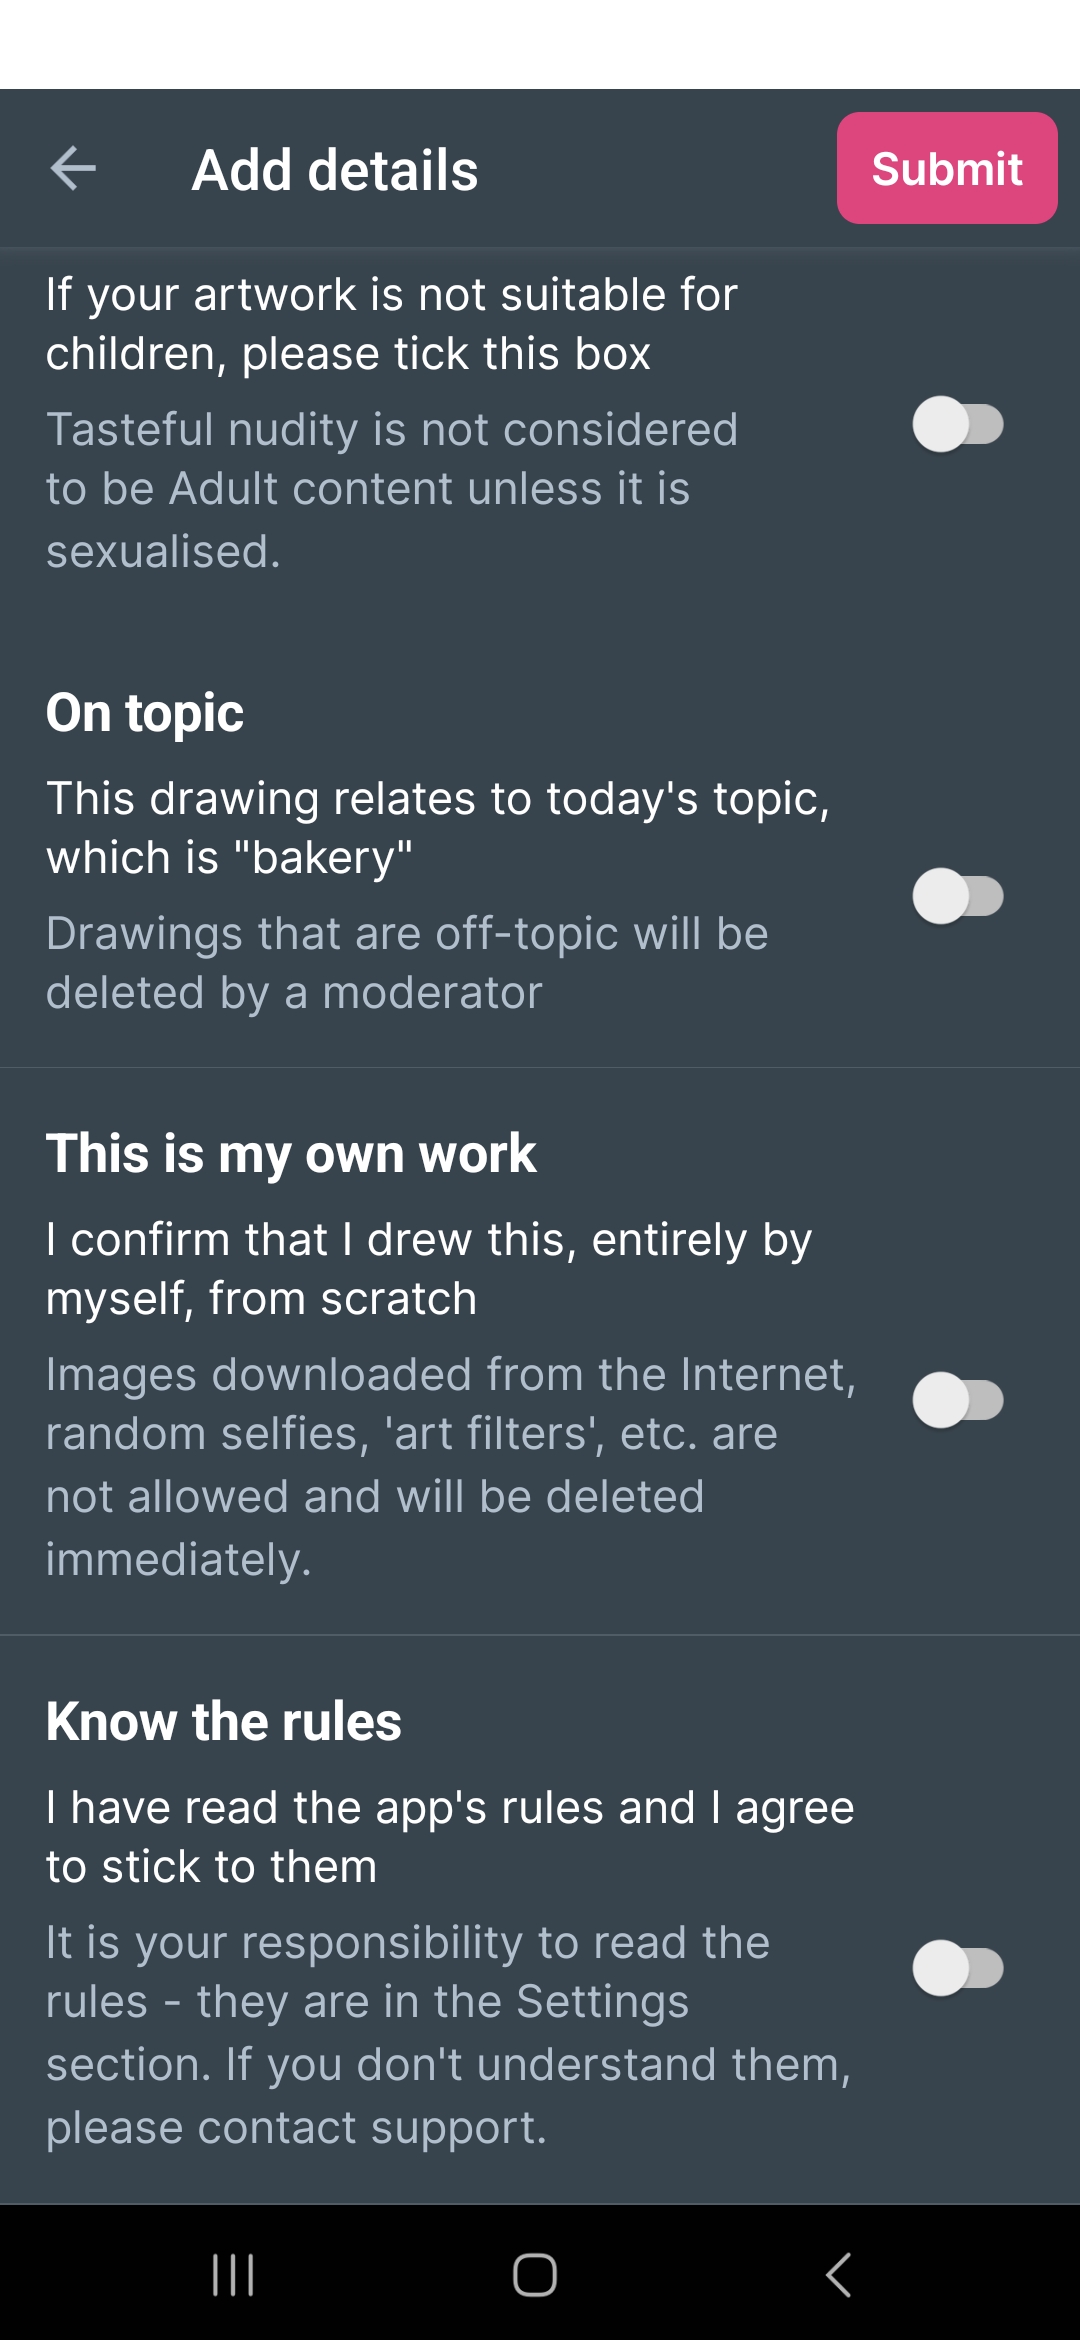 Add details
Submit
If your artwork is not suitable for
children, please tick this box
Tasteful nudity is not considered
to be Adult content unless it is
sexualised.
On topic
This drawing relates to today's topic,
which is "bakery"
Drawings that are off-topic will be
deleted by a moderator
This is my own work
I confirm that I drew this, entirely by
myself, from scratch
Images downloaded from the Internet,
random selfies, 'art filters', etc. are
not allowed and will be deleted
immediately.
Know the rules
I have read the app's rules and I agree
to stick to them
It is your responsibility to read the
rules - they are in the Settings
section. If you don't understand them,
please contact support.